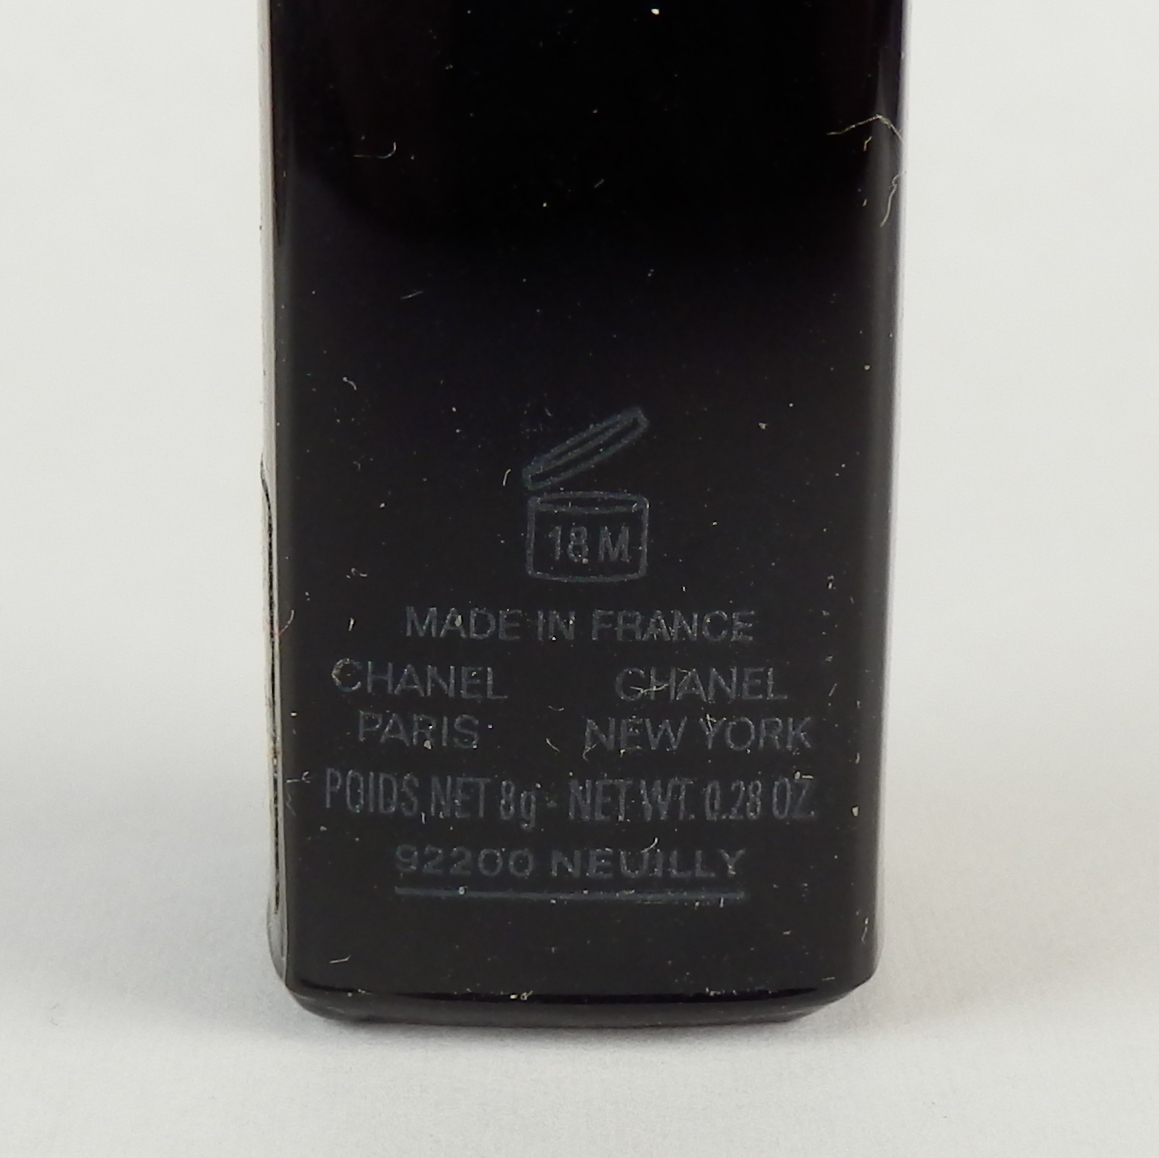 18 M
MADE IN FRANCE
CHANEL CHANEL
PARIS NEW YORK
POIDS NET 8g - NET WT. 0.28 OZ.
92200 NEUILLY